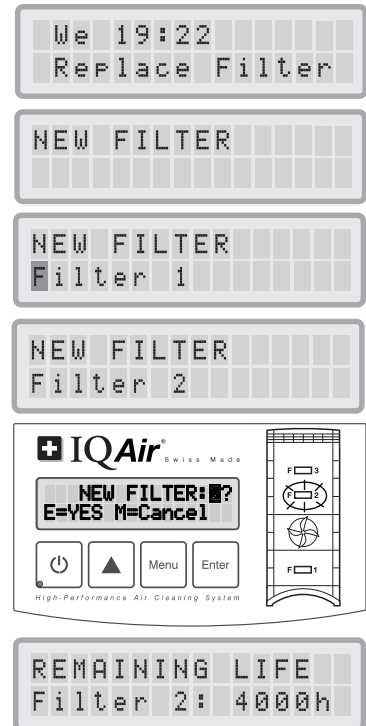 We 19:22
Replace Filter
NEW FILTER
NEW FILTER
Filter 1
NEW FILTER
Filter 2
IQAir®
Swiss Made
NEW FILTER:2?
E=YES M=Cancel
Menu Enter
High-Performance Air Cleaning System
F 3
F 2
F 1
REMAINING LIFE
Filter 2: 4000h